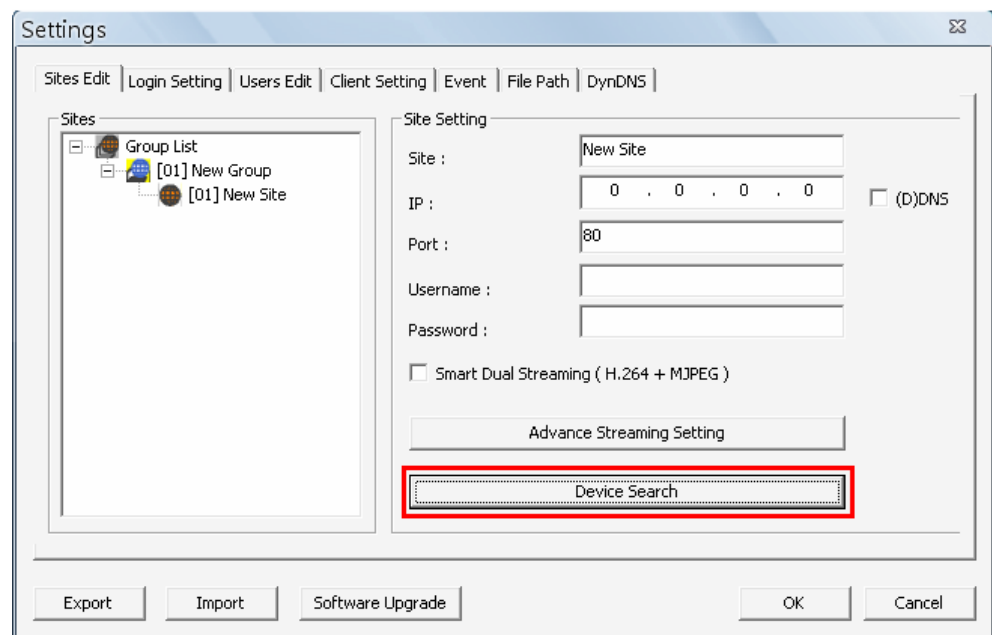 Settings
Sites Edit Login Setting Users Edit Client Setting Event File Path DynDNS
Sites
Group List
[01] New Group
[01] New Site
Site Setting
Site : New Site
IP : 0 . 0 . 0 . 0 (D)DNS
Port : 80
Username :
Password :
Smart Dual Streaming ( H.264 + MJPEG )
Advance Streaming Setting
Device Search
Export Import Software Upgrade OK Cancel